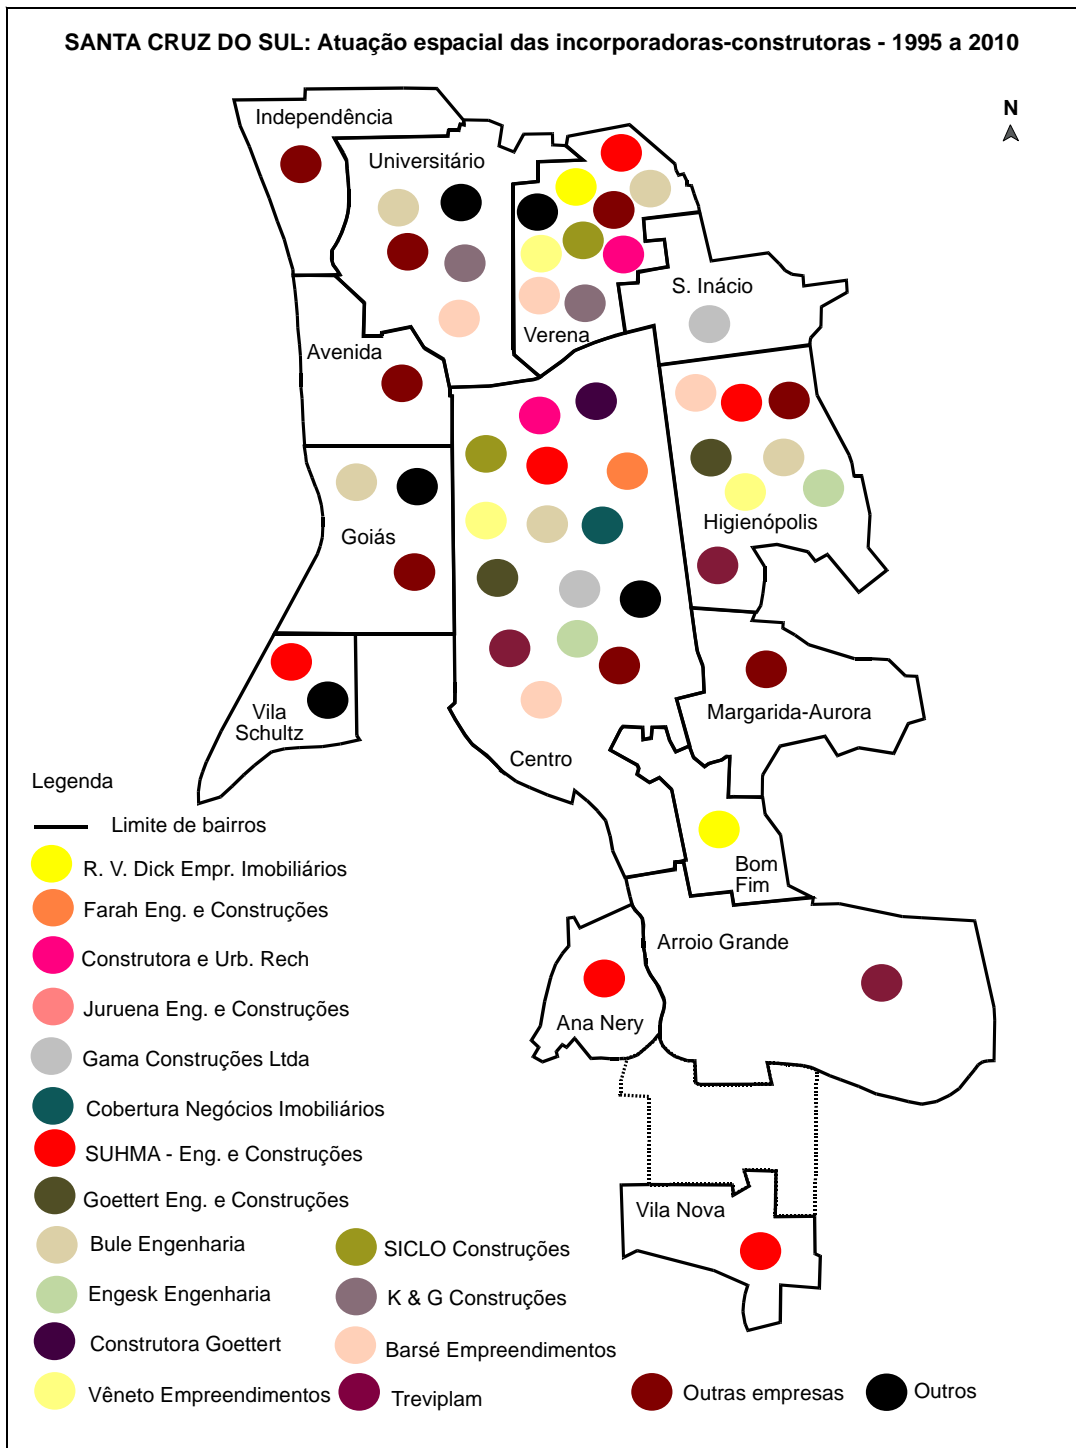 SANTA CRUZ DO SUL: Atuação espacial das incorporadoras-construtoras - 1995 a 2010
N
Independência
Universitário
S. Inácio
Verena
Avenida
Higienópolis
Goiás
Vila
Schultz
Margarida-Aurora
Centro
Bom
Fim
Arroio Grande
Ana Nery
Vila Nova
Legenda
Limite de bairros
R. V. Dick Empr. Imobiliários
Farah Eng. e Construções
Construtora e Urb. Rech
Juruena Eng. e Construções
Gama Construções Ltda
Cobertura Negócios Imobiliários
SUHMA - Eng. e Construções
Goettert Eng. e Construções
Bule Engenharia
Engesk Engenharia
Construtora Goettert
Vêneto Empreendimentos
SICLO Construções
K & G Construções
Barsé Empreendimentos
Treviplam
Outras empresas
Outros